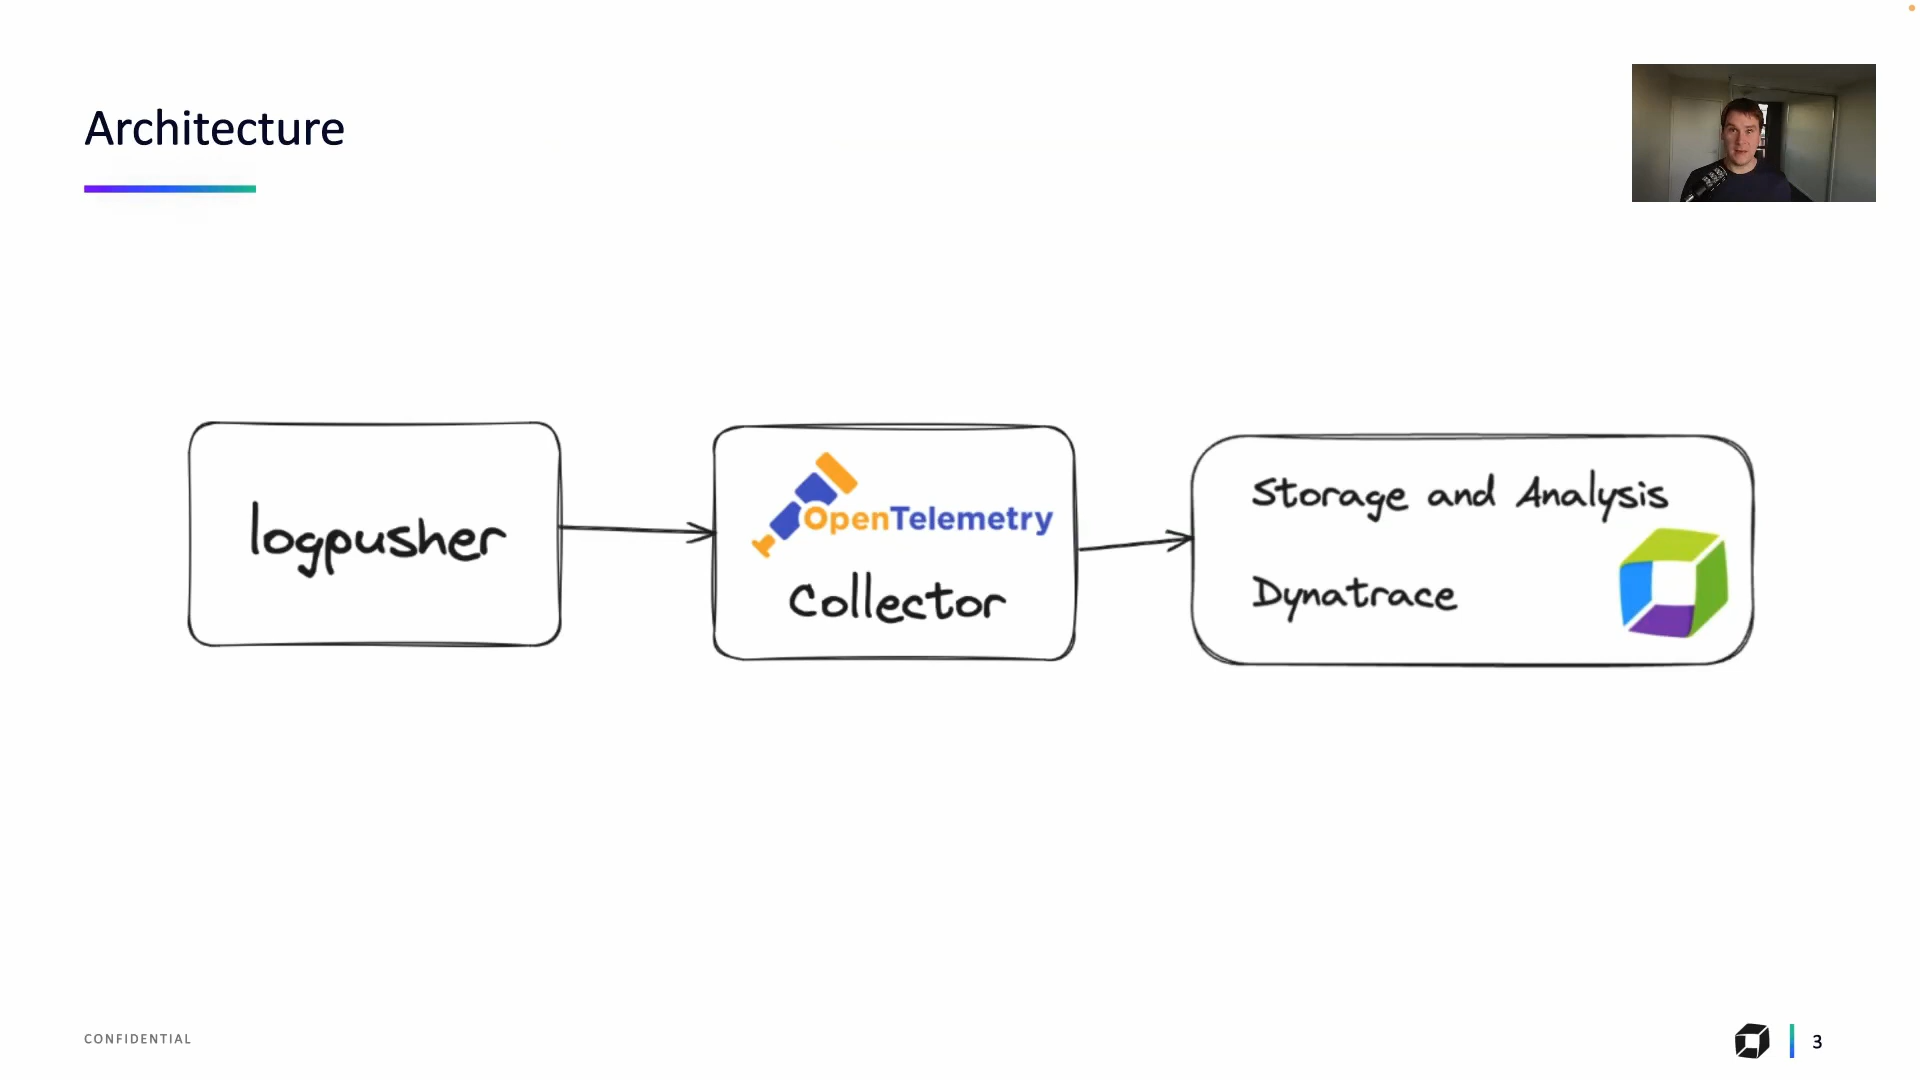 Architecture
logpusher
OpenTelemetry
Collector
Storage and Analysis
Dynatrace
CONFIDENTIAL
3